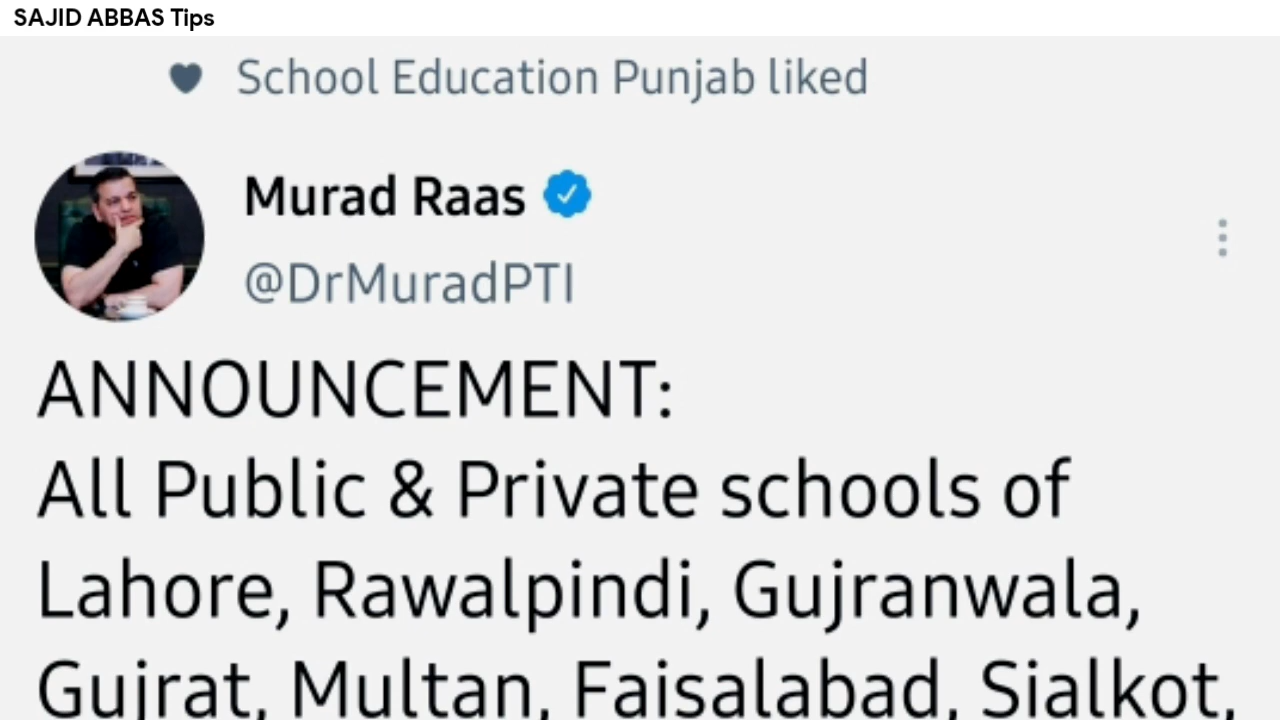 SAJID ABBAS Tips
School Education Punjab liked
Murad Raas
@DrMuradPTI
ANNOUNCEMENT:
All Public & Private schools of
Lahore, Rawalpindi, Gujranwala,
Gujrat, Multan, Faisalabad, Sialkot,